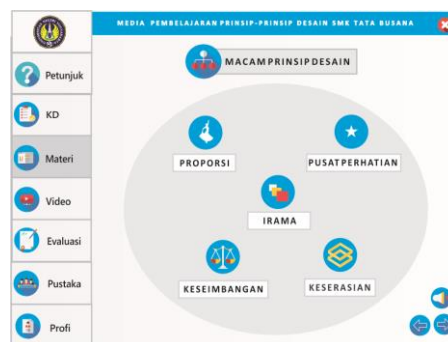 MEDIA PEMBELAJARAN PRINSIP-PRINSIP DESAIN SMK TATA BUSANA
MACAM PRINSIP DESAIN
Petunjuk
KD
Materi
Video
Evaluasi
Pustaka
Profi
PROPORSI
PUSAT PERHATIAN
IRAMA
KESEIMBANGAN
KESERASIAN